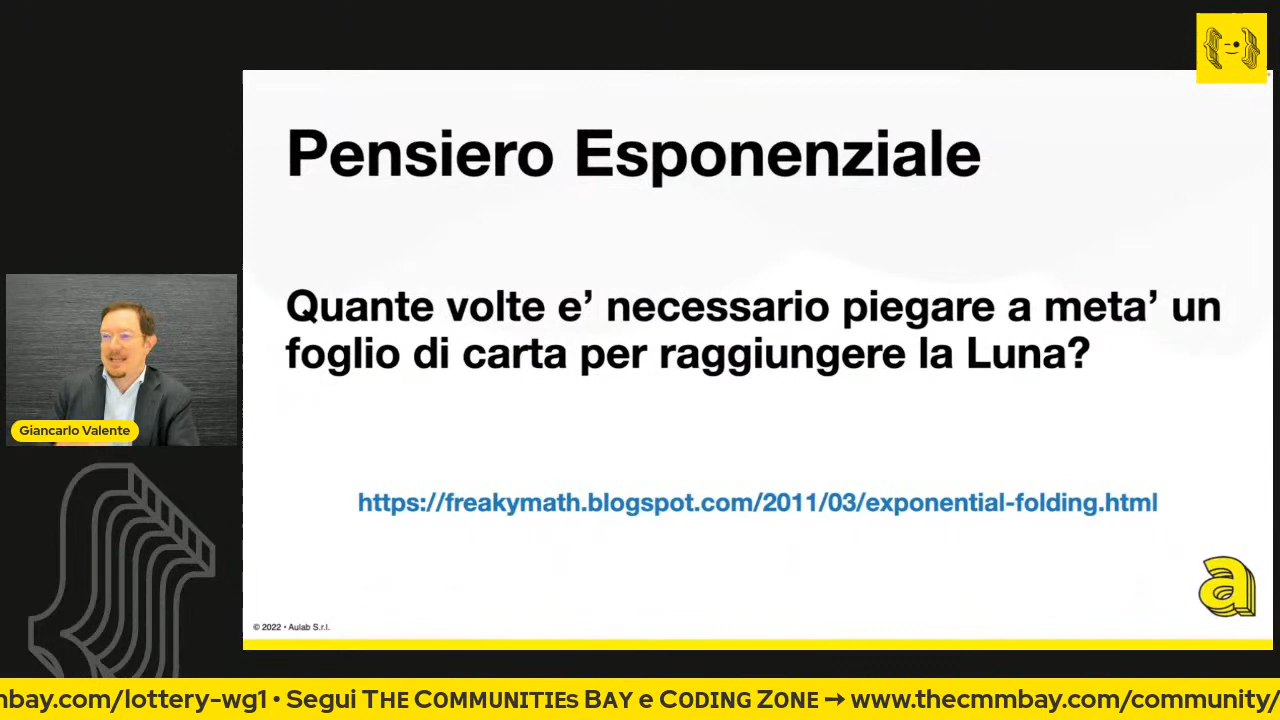 Pensiero Esponenziale
Quante volte e’ necessario piegare a meta’ un
foglio di carta per raggiungere la Luna?
Giancarlo Valente
https://freakymath.blogspot.com/2011/03/exponential-folding.html
a
© 2022 • Aulab S.r.l.
nbay.com/lottery-wg1 • Segui THE COMMUNITIEs BAY e CODING ZONE → www.thecmmbay.com/community/